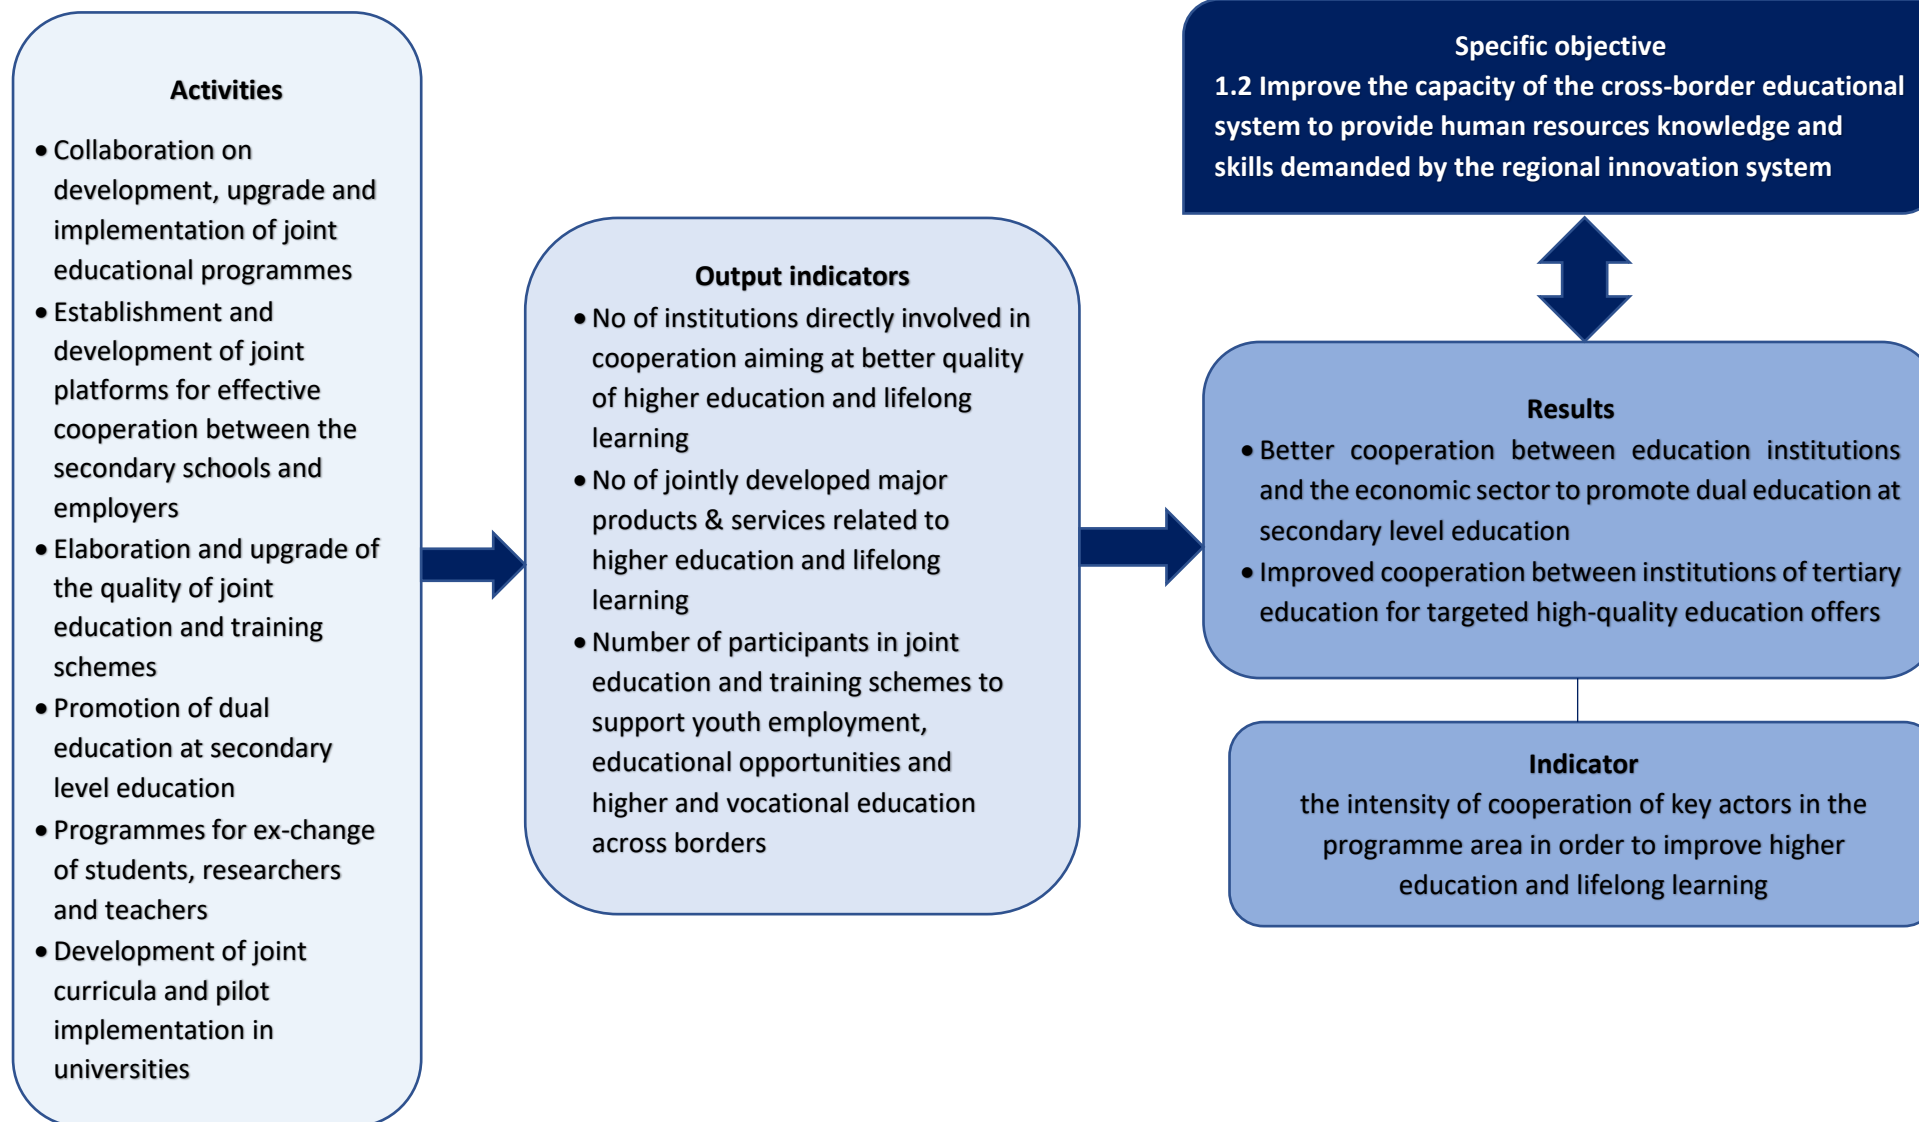 Activities
• Collaboration on
development, upgrade and
implementation of joint
educational programmes
• Establishment and
development of joint
platforms for effective
cooperation between the
secondary schools and
employers
• Elaboration and upgrade of
the quality of joint
education and training
schemes
• Promotion of dual
education at secondary
level education
• Programmes for ex-change
of students, researchers
and teachers
• Development of joint
curricula and pilot
implementation in
universities
Output indicators
• No of institutions directly involved in
cooperation aiming at better quality
of higher education and lifelong
learning
• No of jointly developed major
products & services related to
higher education and lifelong
learning
• Number of participants in joint
education and training schemes to
support youth employment,
educational opportunities and
higher and vocational education
across borders
Specific objective
1.2 Improve the capacity of the cross-border educational
system to provide human resources knowledge and
skills demanded by the regional innovation system
Results
• Better cooperation between education institutions
and the economic sector to promote dual education at
secondary level education
• Improved cooperation between institutions of tertiary
education for targeted high-quality education offers
Indicator
the intensity of cooperation of key actors in the
programme area in order to improve higher
education and lifelong learning